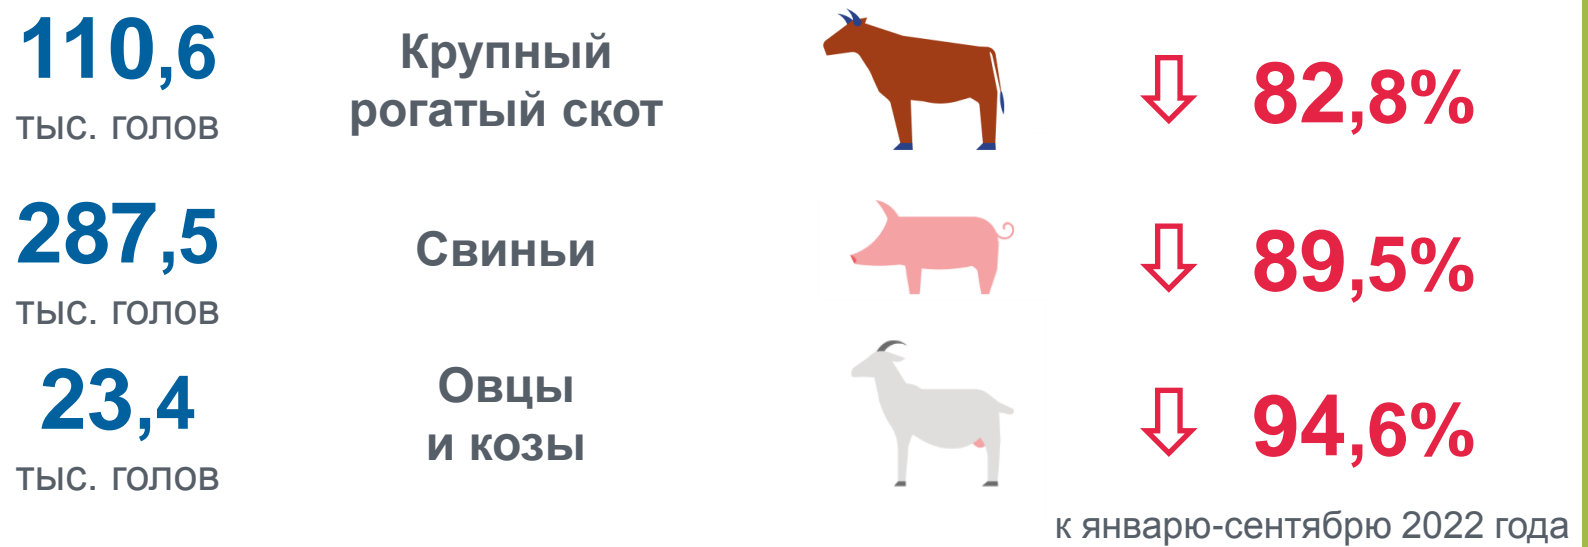 110,6
тыс. голов
Крупный
рогатый скот
82,8%
287,5
тыс. голов
Свиньи
89,5%
23,4
тыс. голов
Овцы
и козы
94,6%
к январю-сентябрю 2022 года